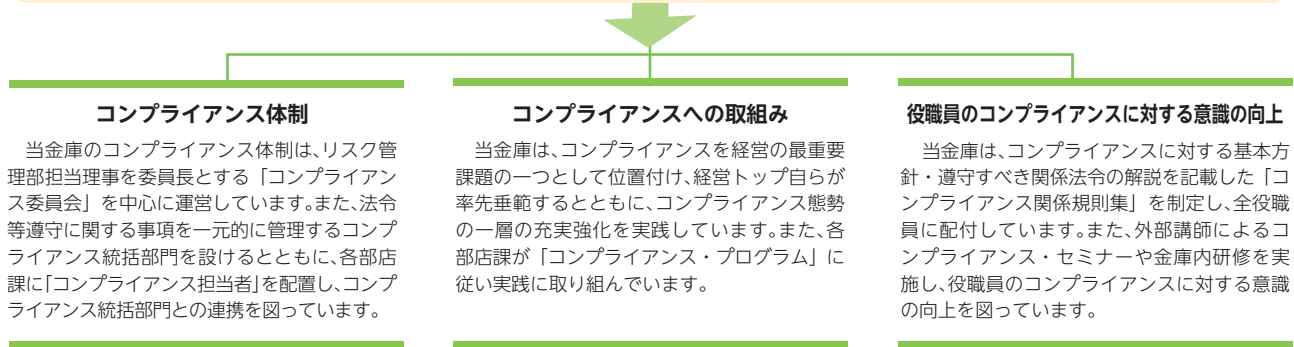 コンプライアンス体制
当金庫のコンプライアンス体制は、リスク管
理部担当理事を委員長とする「コンプライアン
ス委員会」を中心に運営しています。また、法令
等遵守に関する事項を一元的に管理するコンプ
ライアンス統括部門を設けるとともに、各部店
課に「コンプライアンス担当者」を配置し、コンプ
ライアンス統括部門との連携を図っています。
コンプライアンスへの取組み
当金庫は、コンプライアンスを経営の最重要
課題の一つとして位置付け、経営トップ自らが
率先垂範するとともに、コンプライアンス態勢
の一層の充実強化を実践しています。また、各
部店課が「コンプライアンス・プログラム」に
従い実践に取り組んでいます。
役職員のコンプライアンスに対する意識の向上
当金庫は、コンプライアンスに対する基本方
針・遵守すべき関係法令の解説を記載した「コ
ンプライアンス関係規則集」を制定し、全役職
員に配付しています。また、外部講師によるコ
ンプライアンス・セミナーや金庫内研修を実
施し、役職員のコンプライアンスに対する意識
の向上を図っています。